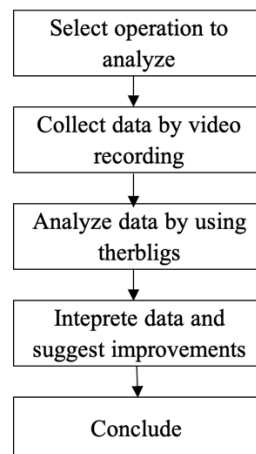 Select operation to
analyze
Collect data by video
recording
Analyze data by using
therbligs
Inteprete data and
suggest improvements
Conclude